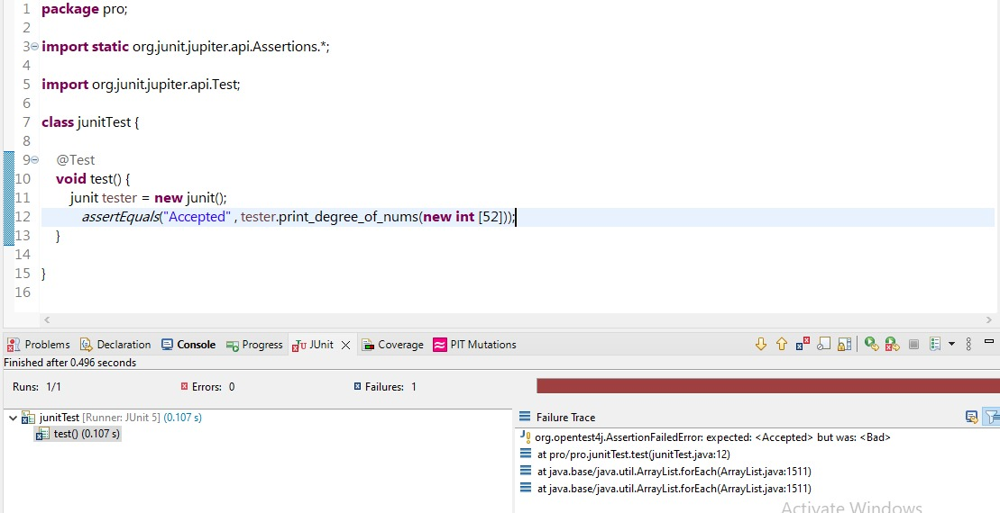 1 package pro;
2
3 import static org.junit.jupiter.api.Assertions.*;
4
5 import org.junit.jupiter.api.Test;
6
7 class junitTest {
8
9 @Test
10 void test() {
11 junit tester = new junit();
12 assertEquals("Accepted" , tester.print_degree_of_nums(new int [52]));
13 }
14
15 }
16
Problems Declaration Console Progress JUnit Coverage PIT Mutations
Finished after 0.496 seconds
Runs: 1/1 Errors: 0 Failures: 1
junitTest [Runner: JUnit 5] (0.107 s)
test() (0.107 s)
Failure Trace
org.opentest4j.AssertionFailedError: expected: <Accepted> but was: <Bad>
at pro/pro.junitTest.test(junitTest.java:12)
at java.base/java.util.ArrayList.forEach(ArrayList.java:1511)
at java.base/java.util.ArrayList.forEach(ArrayList.java:1511)
Activate Windows